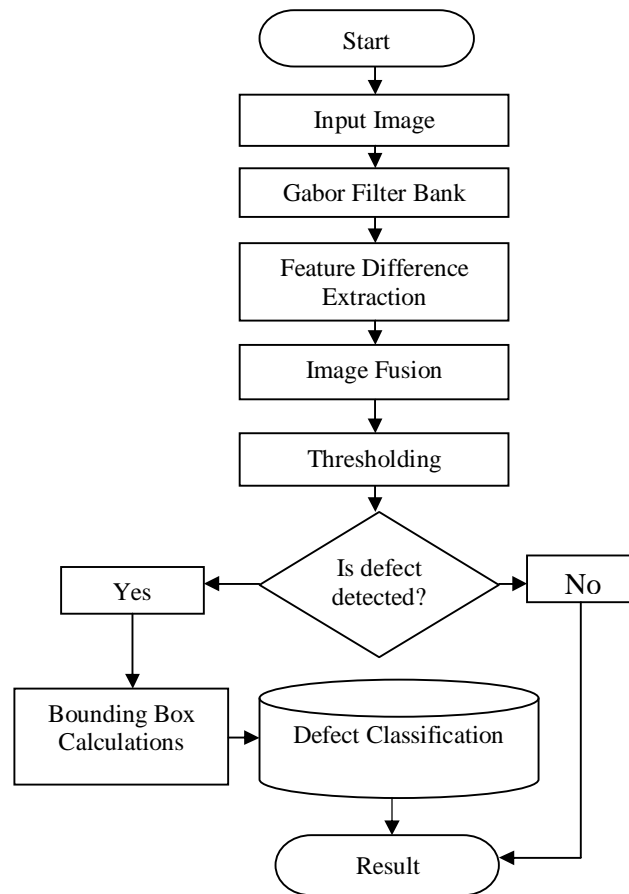 Start
Input Image
Gabor Filter Bank
Feature Difference
Extraction
Image Fusion
Thresholding
Is defect
detected?
Yes
No
Bounding Box
Calculations
Defect Classification
Result